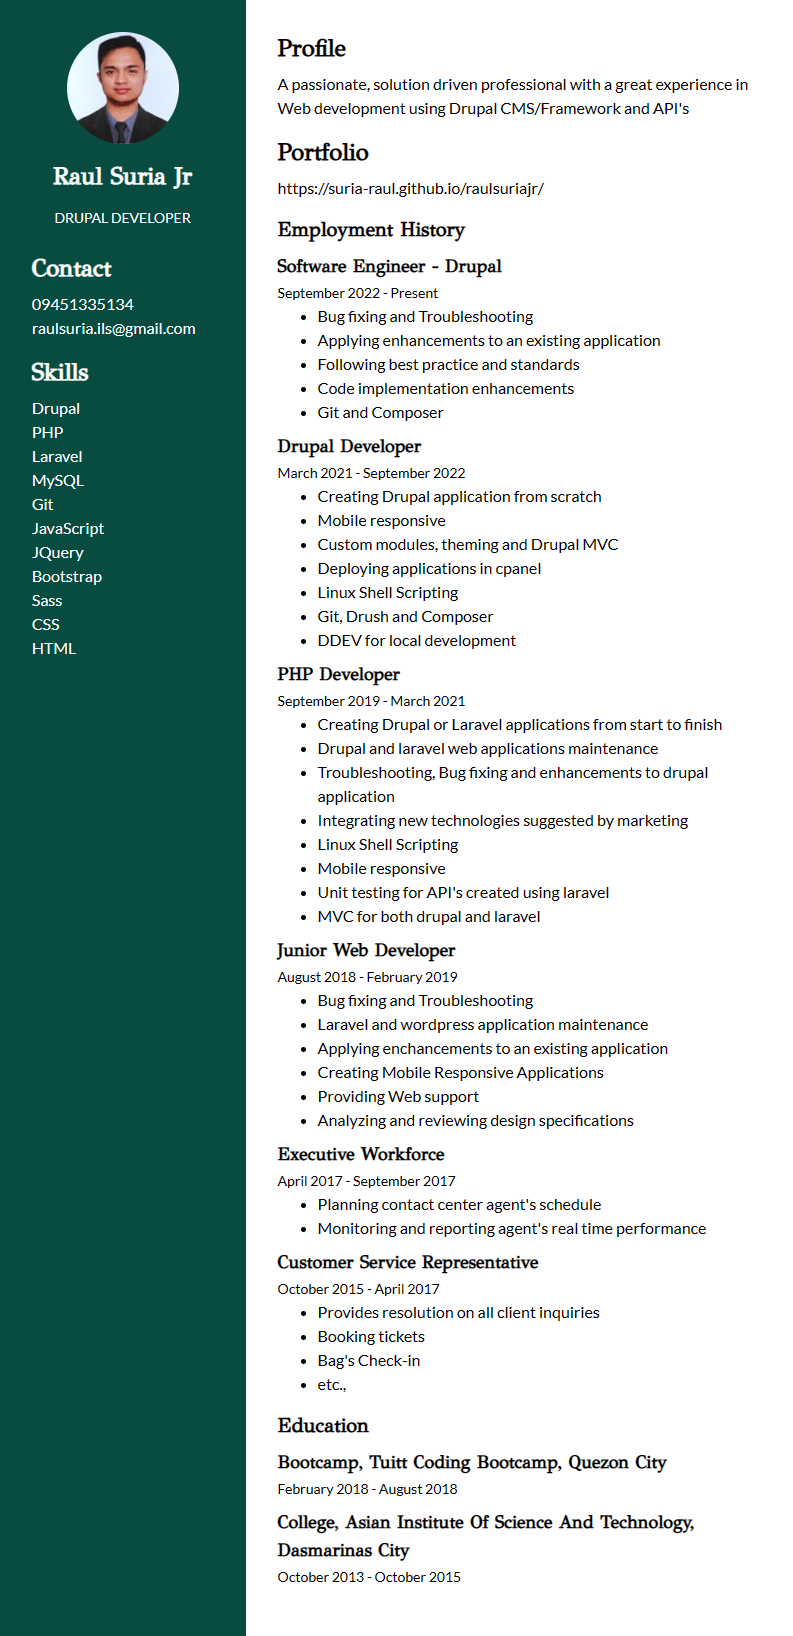 Raul Suria Jr
DRUPAL DEVELOPER
Contact
09451335134
raulsuria.ils@gmail.com
Skills
Drupal
PHP
Laravel
MySQL
Git
JavaScript
JQuery
Bootstrap
Sass
CSS
HTML
Profile
A passionate, solution driven professional with a great experience in
Web development using Drupal CMS/Framework and API's
Portfolio
https://suria-raul.github.io/raulsuriajr/
Employment History
Software Engineer - Drupal
September 2022 - Present
• Bug fixing and Troubleshooting
• Applying enhancements to an existing application
• Following best practice and standards
• Code implementation enhancements
• Git and Composer
Drupal Developer
March 2021 - September 2022
• Creating Drupal application from scratch
• Mobile responsive
• Custom modules, theming and Drupal MVC
• Deploying applications in cpanel
• Linux Shell Scripting
• Git, Drush and Composer
• DDEV for local development
PHP Developer
September 2019 - March 2021
• Creating Drupal or Laravel applications from start to finish
• Drupal and laravel web applications maintenance
• Troubleshooting, Bug fixing and enhancements to drupal
application
• Integrating new technologies suggested by marketing
• Linux Shell Scripting
• Mobile responsive
• Unit testing for API's created using laravel
• MVC for both drupal and laravel
Junior Web Developer
August 2018 - February 2019
• Bug fixing and Troubleshooting
• Laravel and wordpress application maintenance
• Applying enchancements to an existing application
• Creating Mobile Responsive Applications
• Providing Web support
• Analyzing and reviewing design specifications
Executive Workforce
April 2017 - September 2017
• Planning contact center agent's schedule
• Monitoring and reporting agent's real time performance
Customer Service Representative
October 2015 - April 2017
• Provides resolution on all client inquiries
• Booking tickets
• Bag's Check-in
• etc.,
Education
Bootcamp, Tuitt Coding Bootcamp, Quezon City
February 2018 - August 2018
College, Asian Institute Of Science And Technology,
Dasmarinas City
October 2013 - October 2015